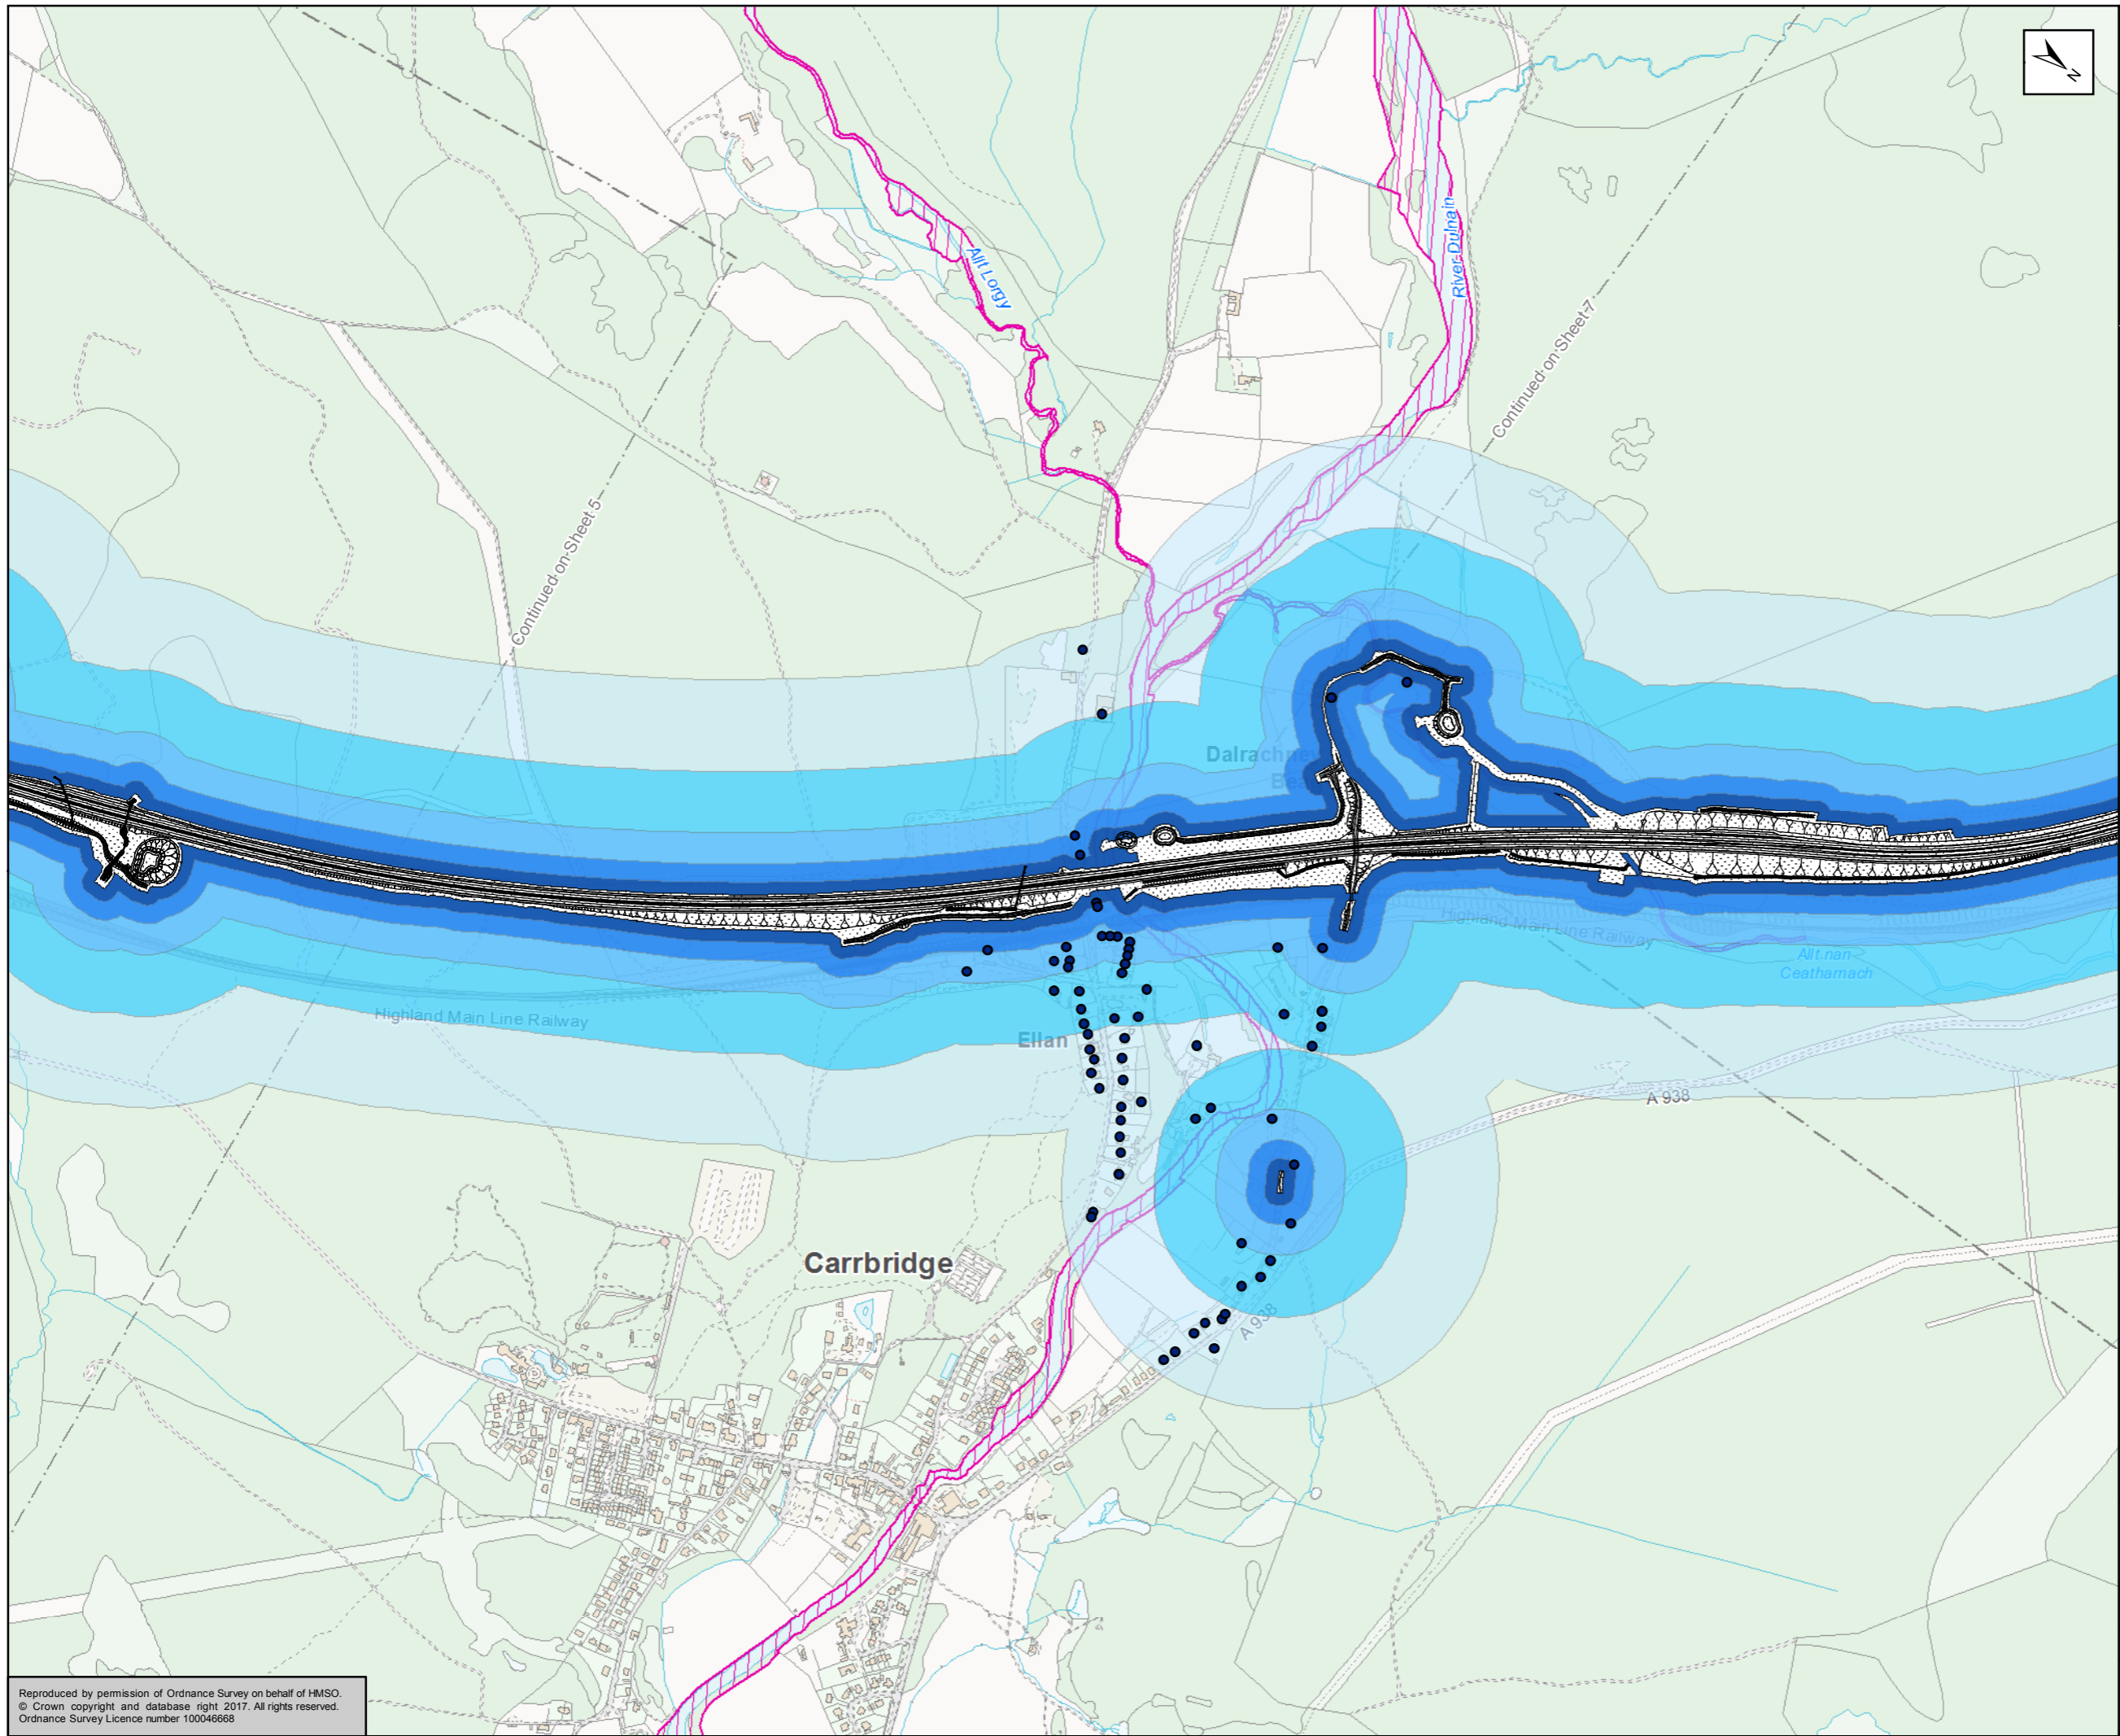 N
Allt Lorgy
River Dulnain
Continued on Sheet 7
Continued on Sheet 5
Dalrachney
Highland Main Line Railway
Allt nan
Ceatharnach
Highland Main Line Railway
Ellan
A 938
Carrbridge
A 938
Reproduced by permission of Ordnance Survey on behalf of HMSO.
© Crown copyright and database right 2017. All rights reserved.
Ordnance Survey Licence number 100046668